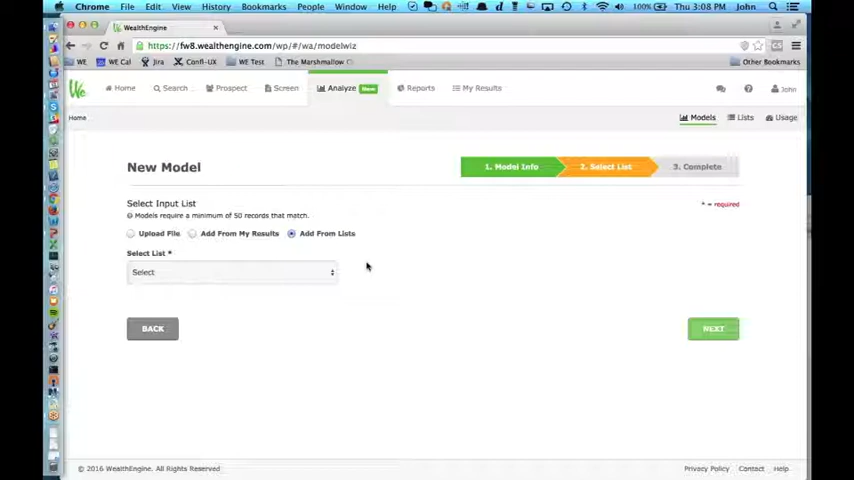 Chrome File Edit View History Bookmarks People Window Help 100% Thu 3:08 PM John
WealthEngine
https://fw8.wealthengine.com/wp/#/wa/modelwiz
WE WE Cal Jira Confl-UX WE Test The Marshmallow Other Bookmarks
We Home Search Prospect Screen Analyze New Reports My Results John
Home Models Lists Usage
New Model 1. Model Info 2. Select List 3. Complete
Select Input List * = required
Models require a minimum of 50 records that match.
Upload File Add From My Results Add From Lists
Select List *
Select
BACK NEXT
© 2016 WealthEngine. All Rights Reserved Privacy Policy Contact Help